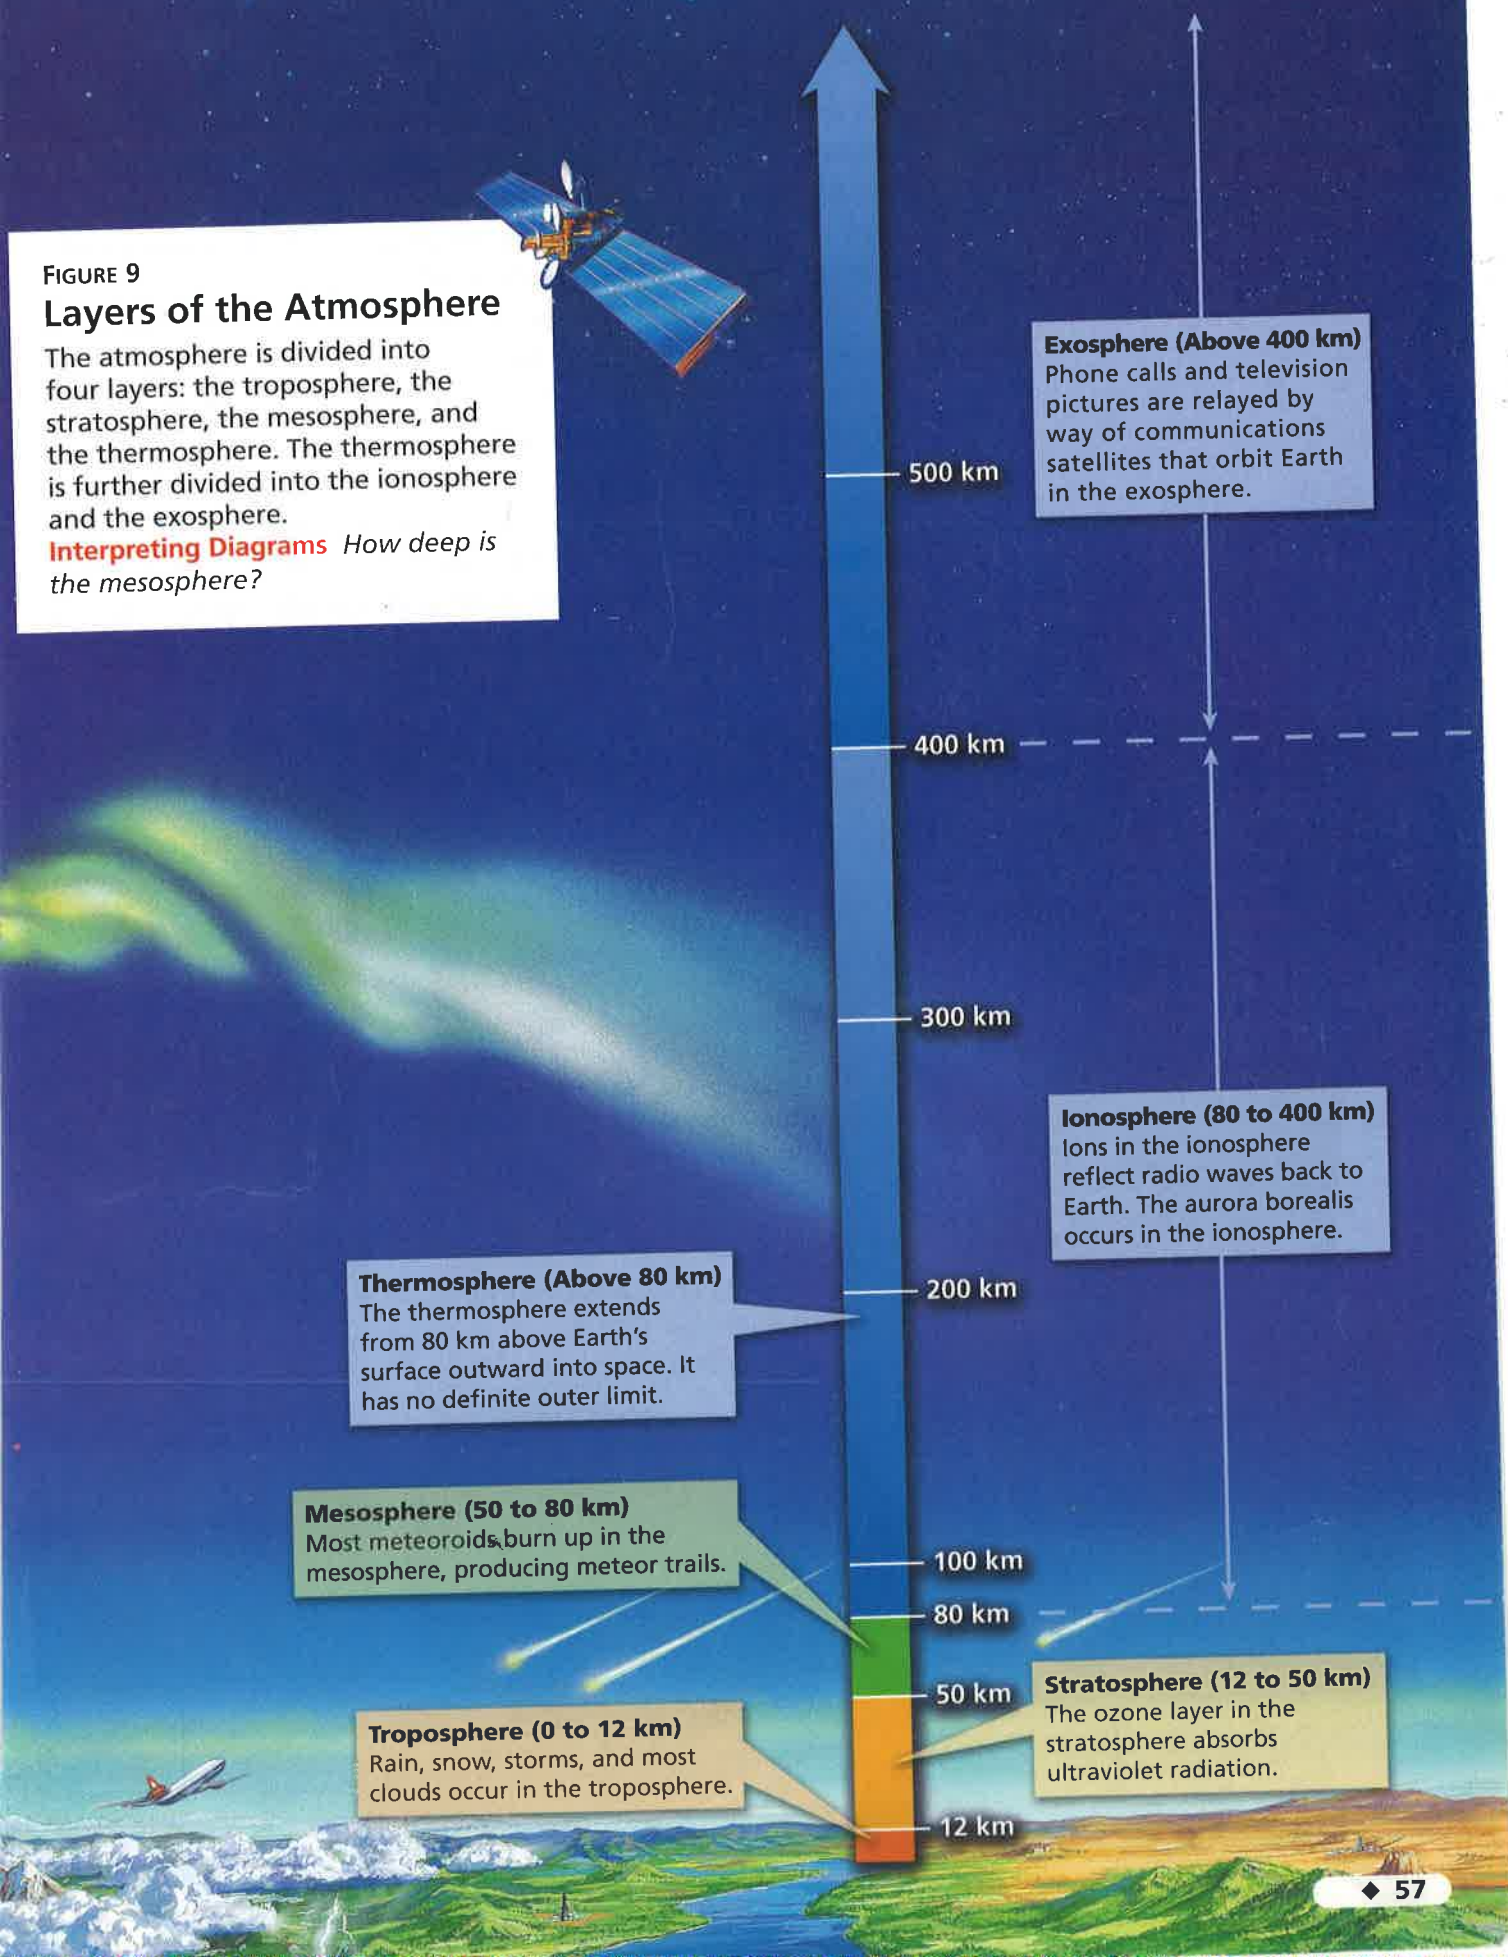 FIGURE 9
Layers of the Atmosphere
The atmosphere is divided into
four layers: the troposphere, the
stratosphere, the mesosphere, and
the thermosphere. The thermosphere
is further divided into the ionosphere
and the exosphere.
Interpreting Diagrams How deep is
the mesosphere?
Exosphere (Above 400 km)
Phone calls and television
pictures are relayed by
way of communications
satellites that orbit Earth
in the exosphere.
500 km
400 km
300 km
Ionosphere (80 to 400 km)
Ions in the ionosphere
reflect radio waves back to
Earth. The aurora borealis
occurs in the ionosphere.
Thermosphere (Above 80 km)
The thermosphere extends
from 80 km above Earth's
surface outward into space. It
has no definite outer limit.
200 km
Mesosphere (50 to 80 km)
Most meteoroids burn up in the
mesosphere, producing meteor trails.
100 km
80 km
50 km
Stratosphere (12 to 50 km)
The ozone layer in the
stratosphere absorbs
ultraviolet radiation.
Troposphere (0 to 12 km)
Rain, snow, storms, and most
clouds occur in the troposphere.
12 km
◆ 57